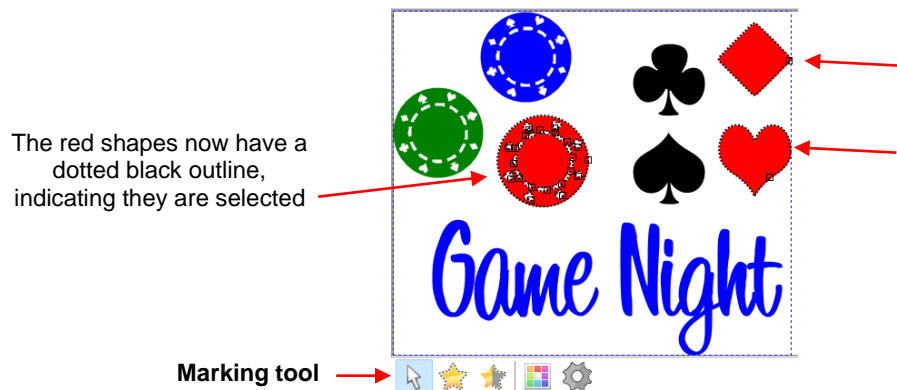 The red shapes now have a
dotted black outline,
indicating they are selected
Game Night
Marking tool